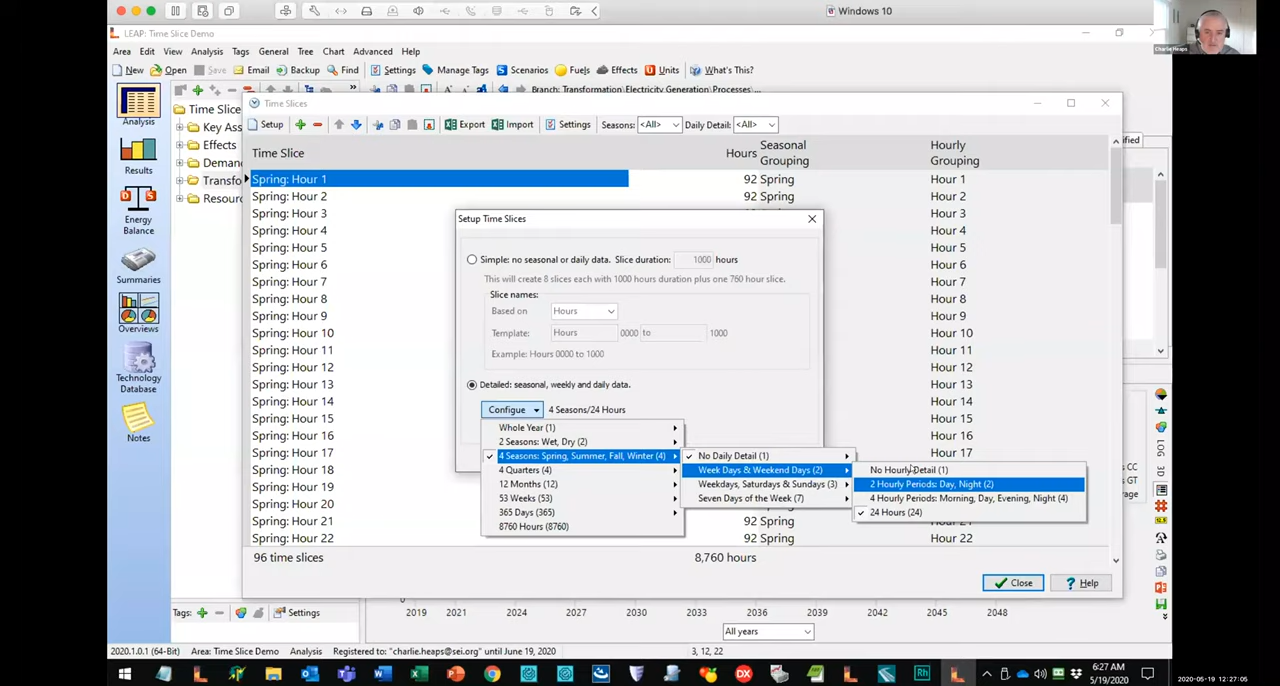 Windows 10
Charlie Heaps
LEAP: Time Slice Demo
Area Edit View Analysis Tags General Tree Chart Advanced Help
New Open Save Email Backup Find Settings Manage Tags Scenarios Fuels Effects Units What's This?
Branch: Transformation\Electricity Generation\Processes\...
Analysis
Results
Energy Balance
Summaries
Overviews
Technology Database
Notes
Time Slice
Key Ass
Effects
Deman
Transfo
Resour
Time Slices
Setup Export Import Settings Seasons: <All> Daily Detail: <All>
Time Slice Hours Seasonal Grouping Hourly Grouping
Spring: Hour 1 92 Spring Hour 1
Spring: Hour 2 92 Spring Hour 2
Spring: Hour 3 Hour 3
Spring: Hour 4 Hour 4
Spring: Hour 5 Hour 5
Spring: Hour 6 Hour 6
Spring: Hour 7 Hour 7
Spring: Hour 8 Hour 8
Spring: Hour 9 Hour 9
Spring: Hour 10 Hour 10
Spring: Hour 11 Hour 11
Spring: Hour 12 Hour 12
Spring: Hour 13 Hour 13
Spring: Hour 14 Hour 14
Spring: Hour 15 Hour 15
Spring: Hour 16 Hour 16
Spring: Hour 17 Hour 17
Spring: Hour 18
Spring: Hour 19
Spring: Hour 20
Spring: Hour 21 92 Spring Hour 21
Spring: Hour 22 92 Spring Hour 22
96 time slices 8,760 hours
Close Help
Setup Time Slices
Simple: no seasonal or daily data. Slice duration: 1000 hours
This will create 8 slices each with 1000 hours duration plus one 760 hour slice.
Slice names:
Based on Hours
Template: Hours 0000 to 1000
Example: Hours 0000 to 1000
Detailed: seasonal, weekly and daily data.
Configue 4 Seasons/24 Hours
Whole Year (1)
2 Seasons: Wet, Dry (2)
4 Seasons: Spring, Summer, Fall, Winter (4)
4 Quarters (4)
12 Months (12)
53 Weeks (53)
365 Days (365)
8760 Hours (8760)
No Daily Detail (1)
Week Days & Weekend Days (2)
Weekdays, Saturdays & Sundays (3)
Seven Days of the Week (7)
No Hourly Detail (1)
2 Hourly Periods: Day, Night (2)
4 Hourly Periods: Morning, Day, Evening, Night (4)
24 Hours (24)
LOG
3D
Tags: Settings
2019 2021 2024 2027 2030 2033 2036 2039 2042 2045 2048
All years
2020.1.0.1 (64-Bit) Area: Time Slice Demo Analysis Registered to: "charlie.heaps@sei.org" until June 19, 2020 3, 12, 22
6:27 AM
5/19/2020
2020-05-19 12:27:05